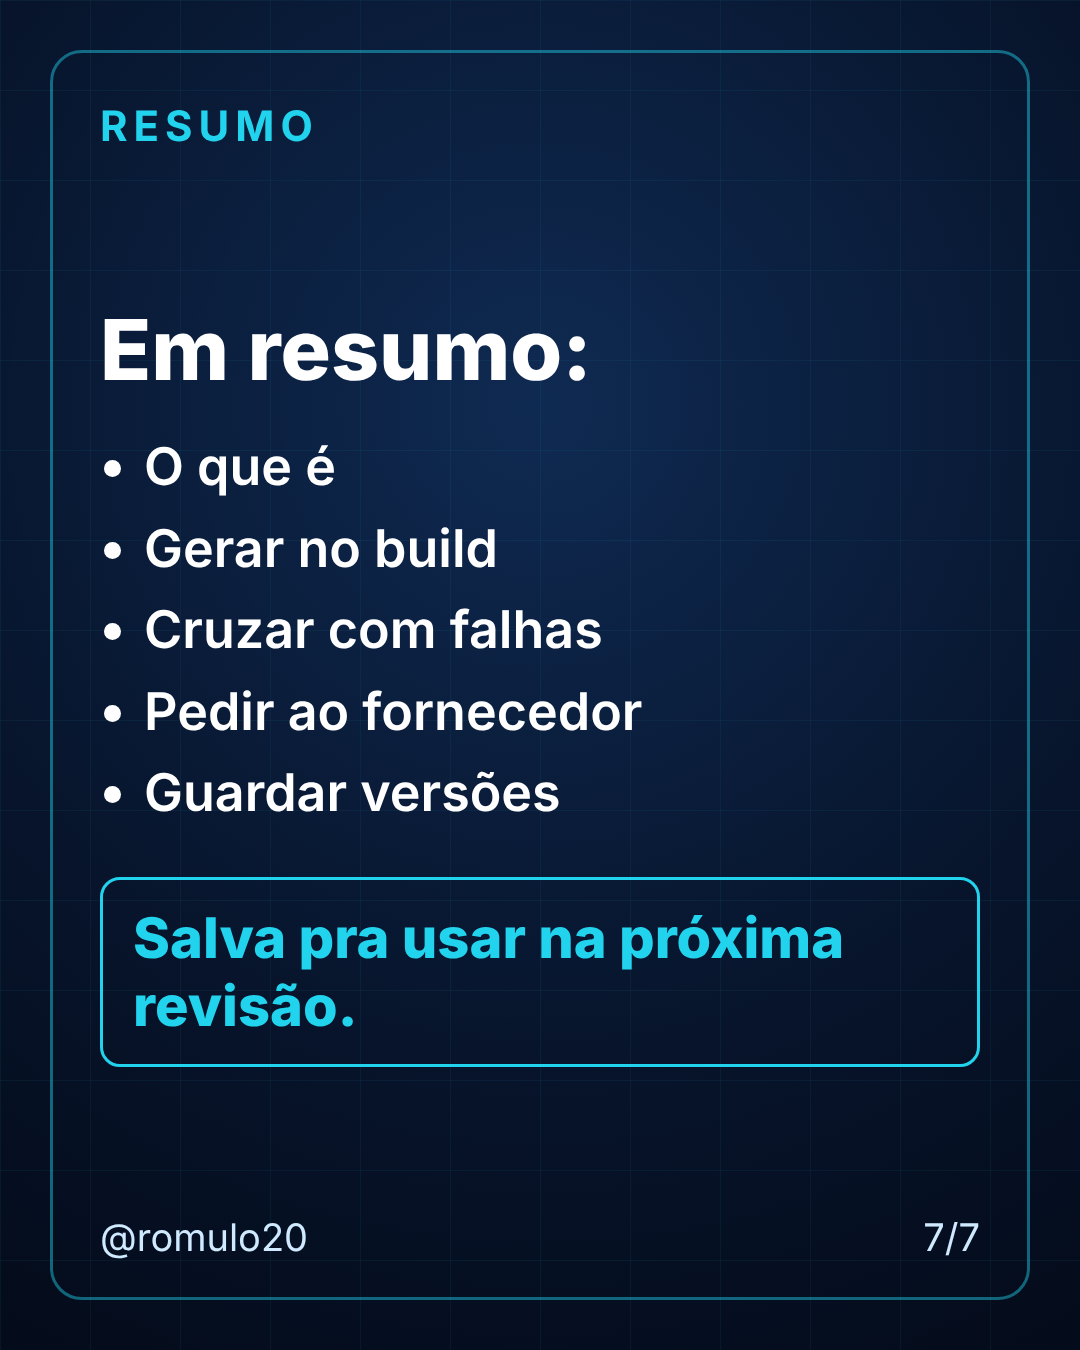 RESUMO
Em resumo:
• O que é
• Gerar no build
• Cruzar com falhas
• Pedir ao fornecedor
• Guardar versões
Salva pra usar na próxima
revisão.
@romulo20
7/7